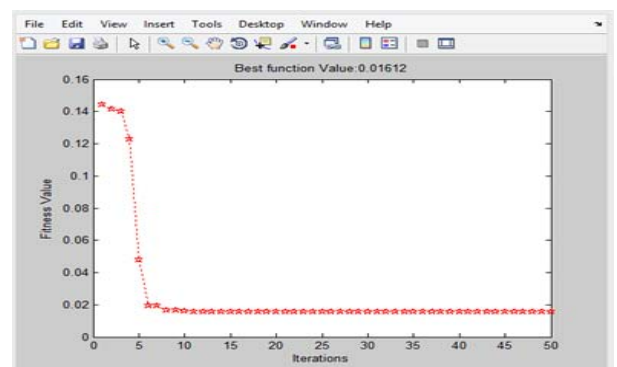 File Edit View Insert Tools Desktop Window Help
Best function Value:0.01612
0.16
0.14
0.12
0.1
0.08
0.06
0.04
0.02
0
Fitness Value
0 5 10 15 20 25 30 35 40 45 50
Iterations